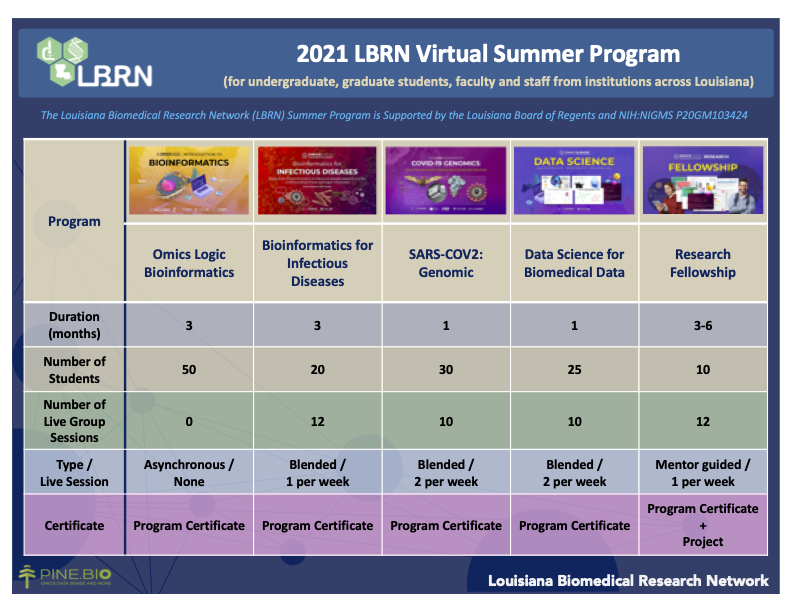 LBRN
2021 LBRN Virtual Summer Program
(for undergraduate, graduate students, faculty and staff from institutions across Louisiana)
The Louisiana Biomedical Research Network (LBRN) Summer Program is Supported by the Louisiana Board of Regents and NIH:NIGMS P20GM103424
Program
INTRODUCTION TO
BIOINFORMATICS
Bioinformatics for
INFECTIOUS DISEASES
COVID-19 GENOMICS
DATA SCIENCE
RESEARCH
FELLOWSHIP
Omics Logic
Bioinformatics
Bioinformatics for
Infectious
Diseases
SARS-COV2:
Genomic
Data Science for
Biomedical Data
Research
Fellowship
Duration
(months)
3
3
1
1
3-6
Number of
Students
50
20
30
25
10
Number of
Live Group
Sessions
0
12
10
10
12
Type /
Live Session
Asynchronous /
None
Blended /
1 per week
Blended /
2 per week
Blended /
2 per week
Mentor guided /
1 per week
Certificate
Program Certificate
Program Certificate
Program Certificate
Program Certificate
Program Certificate
+
Project
PINE.BIO
OMICS DATA SENSE AND MORE
Louisiana Biomedical Research Network